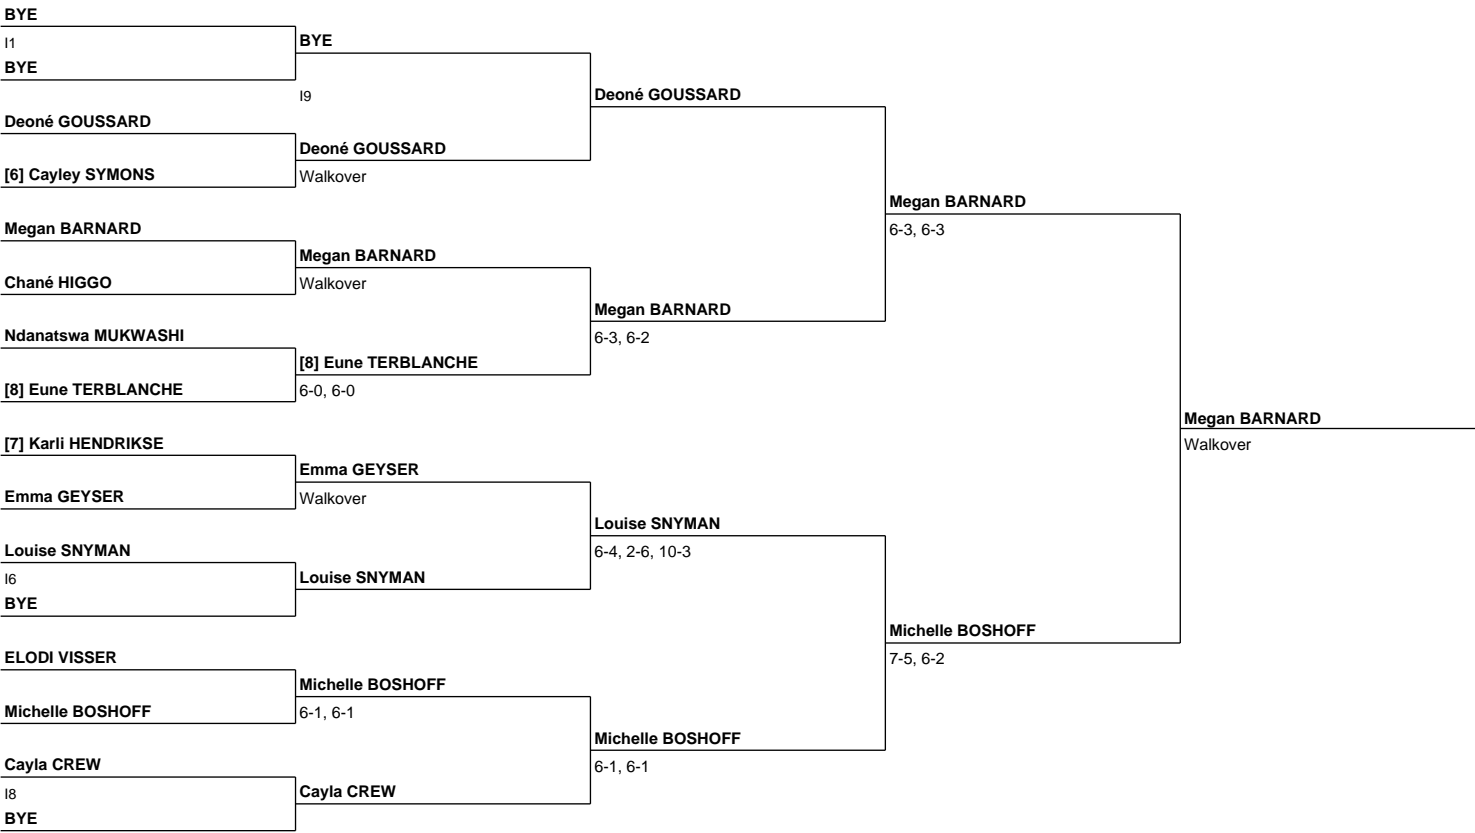 BYE
I1
BYE
BYE
I9
Deoné GOUSSARD
Deoné GOUSSARD
Deoné GOUSSARD
[6] Cayley SYMONS
Walkover
Megan BARNARD
6-3, 6-3
Megan BARNARD
Megan BARNARD
Chané HIGGO
Walkover
Megan BARNARD
6-3, 6-2
Ndanatswa MUKWASHI
[8] Eune TERBLANCHE
[8] Eune TERBLANCHE
6-0, 6-0
Megan BARNARD
Walkover
[7] Karli HENDRIKSE
Emma GEYSER
Emma GEYSER
Walkover
Louise SNYMAN
6-4, 2-6, 10-3
Louise SNYMAN
I6
Louise SNYMAN
BYE
Michelle BOSHOFF
7-5, 6-2
ELODI VISSER
Michelle BOSHOFF
Michelle BOSHOFF
6-1, 6-1
Michelle BOSHOFF
6-1, 6-1
Cayla CREW
I8
Cayla CREW
BYE